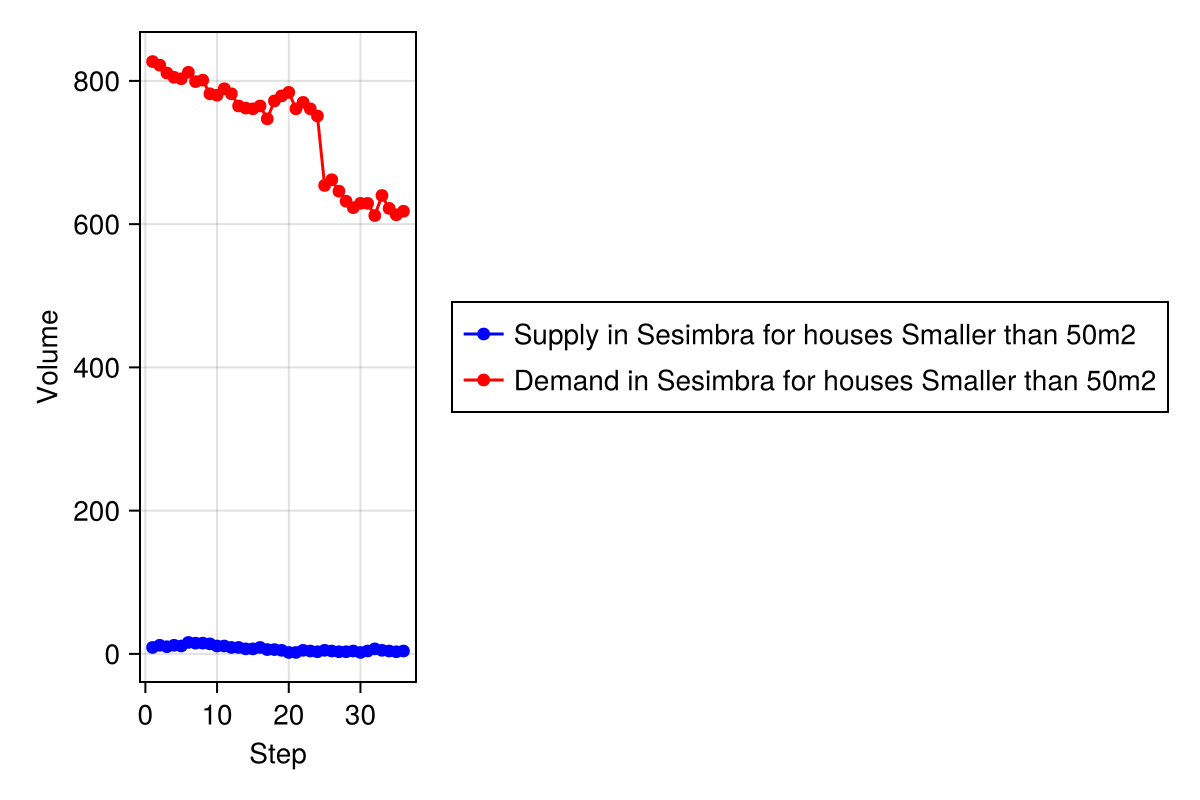 800
600
400
200
0
Volume
0 10 20 30
Step
Supply in Sesimbra for houses Smaller than 50m2
Demand in Sesimbra for houses Smaller than 50m2